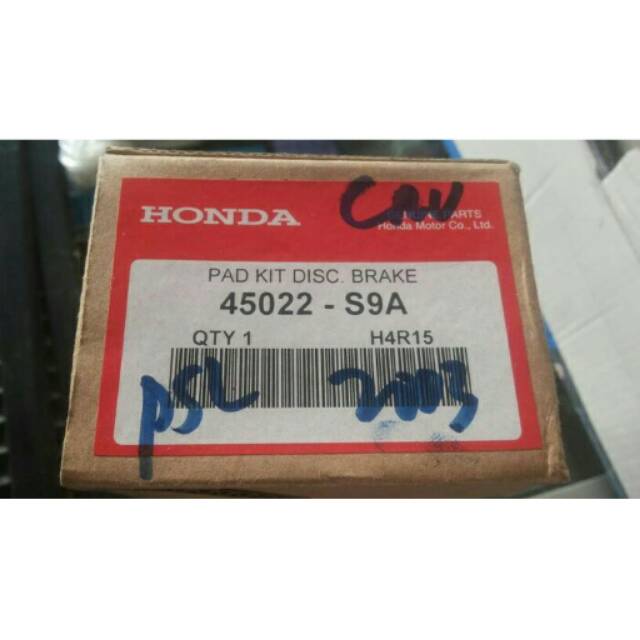 HONDA
CRV
GENUINE PARTS
Honda Motor Co., Ltd.
PAD KIT DISC. BRAKE
45022 - S9A
QTY 1 H4R15
PSL 2003